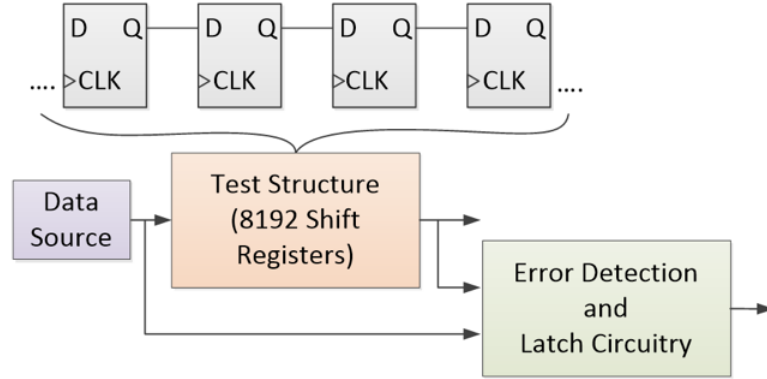 D Q D Q D Q D Q
.... >CLK >CLK >CLK >CLK ....
Test Structure
(8192 Shift
Registers)
Data
Source
Error Detection
and
Latch Circuitry